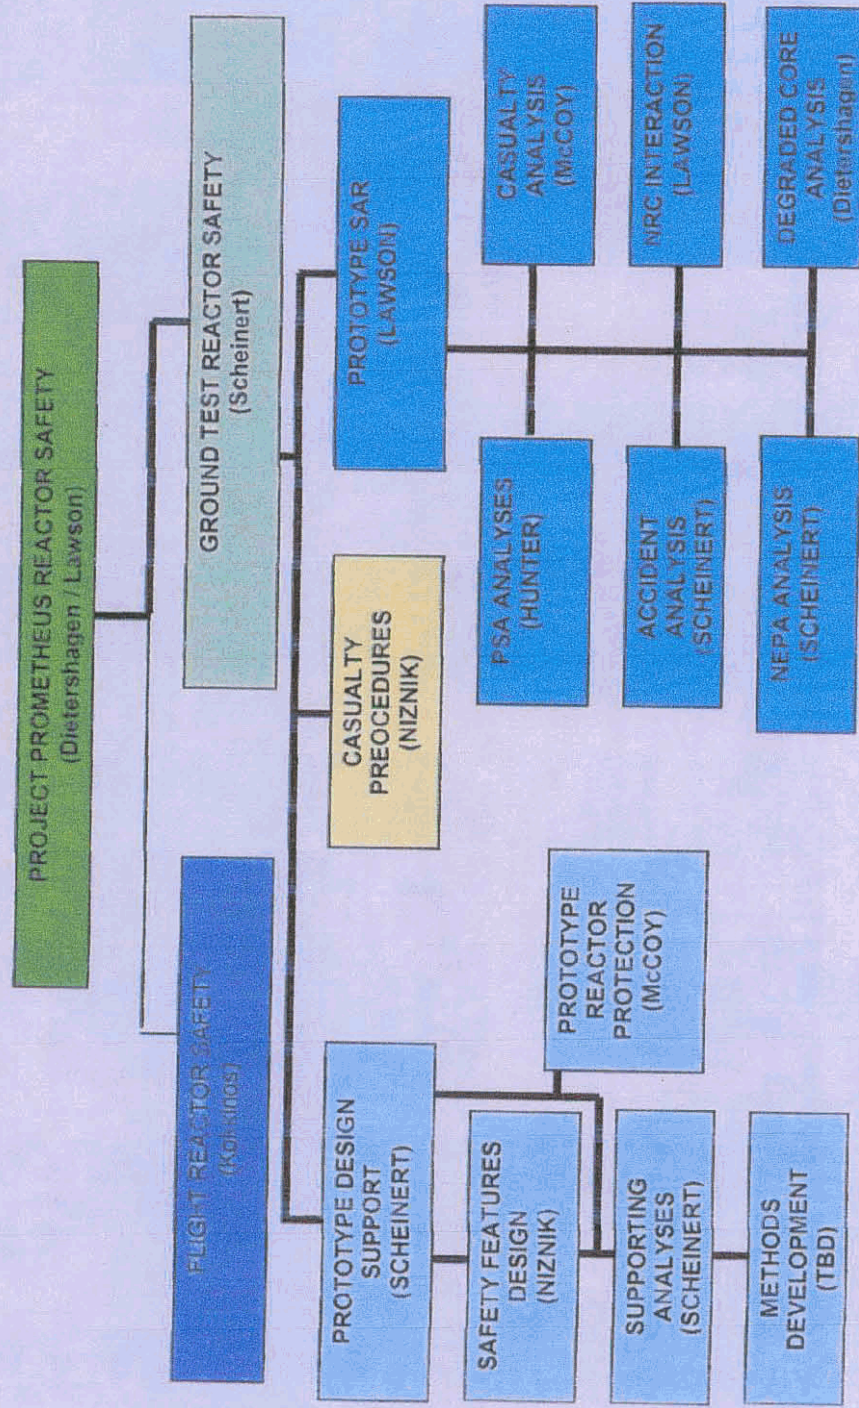 PROJECT PROMETHEUS REACTOR SAFETY
(Dietershagen / Lawson)
FLIGHT REACTOR SAFETY
GROUND TEST REACTOR SAFETY
(Scheinert)
PROTOTYPE DESIGN
SUPPORT
(SCHEINERT)
CASUALTY
PREOCEDURES
(NIZNIK)
PROTOTYPE SAR
(LAWSON)
SAFETY FEATURES
DESIGN
(NIZNIK)
PROTOTYPE
REACTOR
PROTECTION
(McCOY)
SUPPORTING
ANALYSES
(SCHEINERT)
METHODS
DEVELOPMENT
(TBD)
PSA ANALYSES
(HUNTER)
CASUALTY
ANALYSIS
(McCOY)
ACCIDENT
ANALYSIS
(SCHEINERT)
NRC INTERACTION
(LAWSON)
NEPA ANALYSIS
(SCHEINERT)
DEGRADED CORE
ANALYSIS
(Dietershagen)